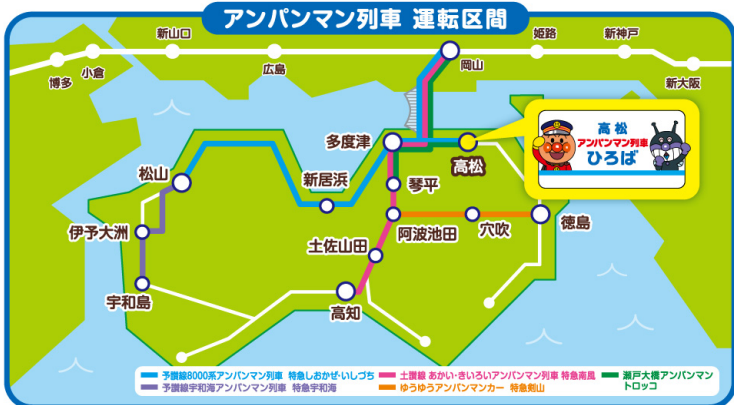 アンパンマン列車 運転区間
博多
小倉
新山口
広島
岡山
姫路
新神戸
新大阪
高松
アンパンマン列車
ひろば
多度津
高松
松山
新居浜
琴平
伊予大洲
阿波池田
穴吹
徳島
土佐山田
宇和島
高知
予讃線8000系アンパンマン列車 特急しおかぜ・いしづち
土讃線 あかい・きいろいアンパンマン列車 特急南風
瀬戸大橋アンパンマン
トロッコ
予讃線宇和海アンパンマン列車 特急宇和海
ゆうゆうアンパンマンカー 特急剣山